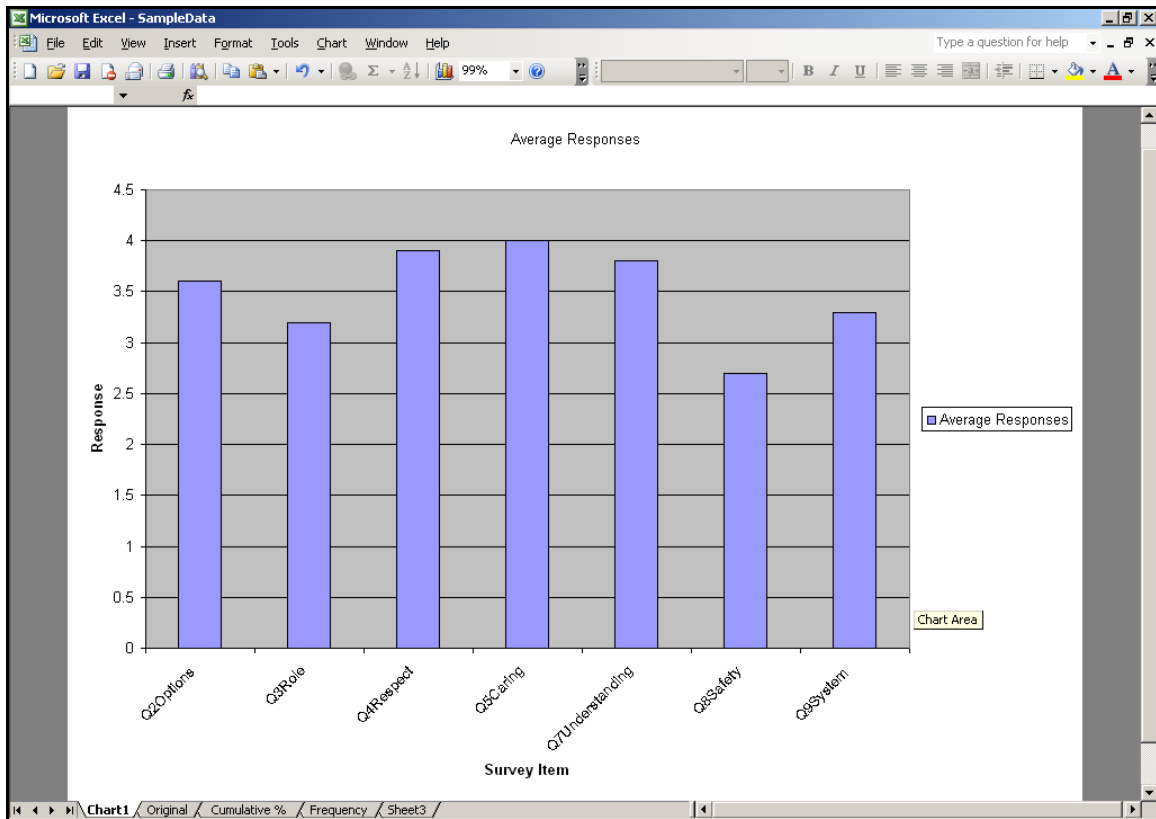 Microsoft Excel - SampleData
File Edit View Insert Format Tools Chart Window Help
Type a question for help
99%
B I U
A
fx
Average Responses
4.5
4
3.5
3
2.5
2
1.5
1
0.5
0
Response
Average Responses
Chart Area
Q2Options Q3Role Q4Respect Q5Caring Q7Understanding Q8Safety Q9System
Survey Item
Chart1 Original Cumulative % Frequency Sheet3